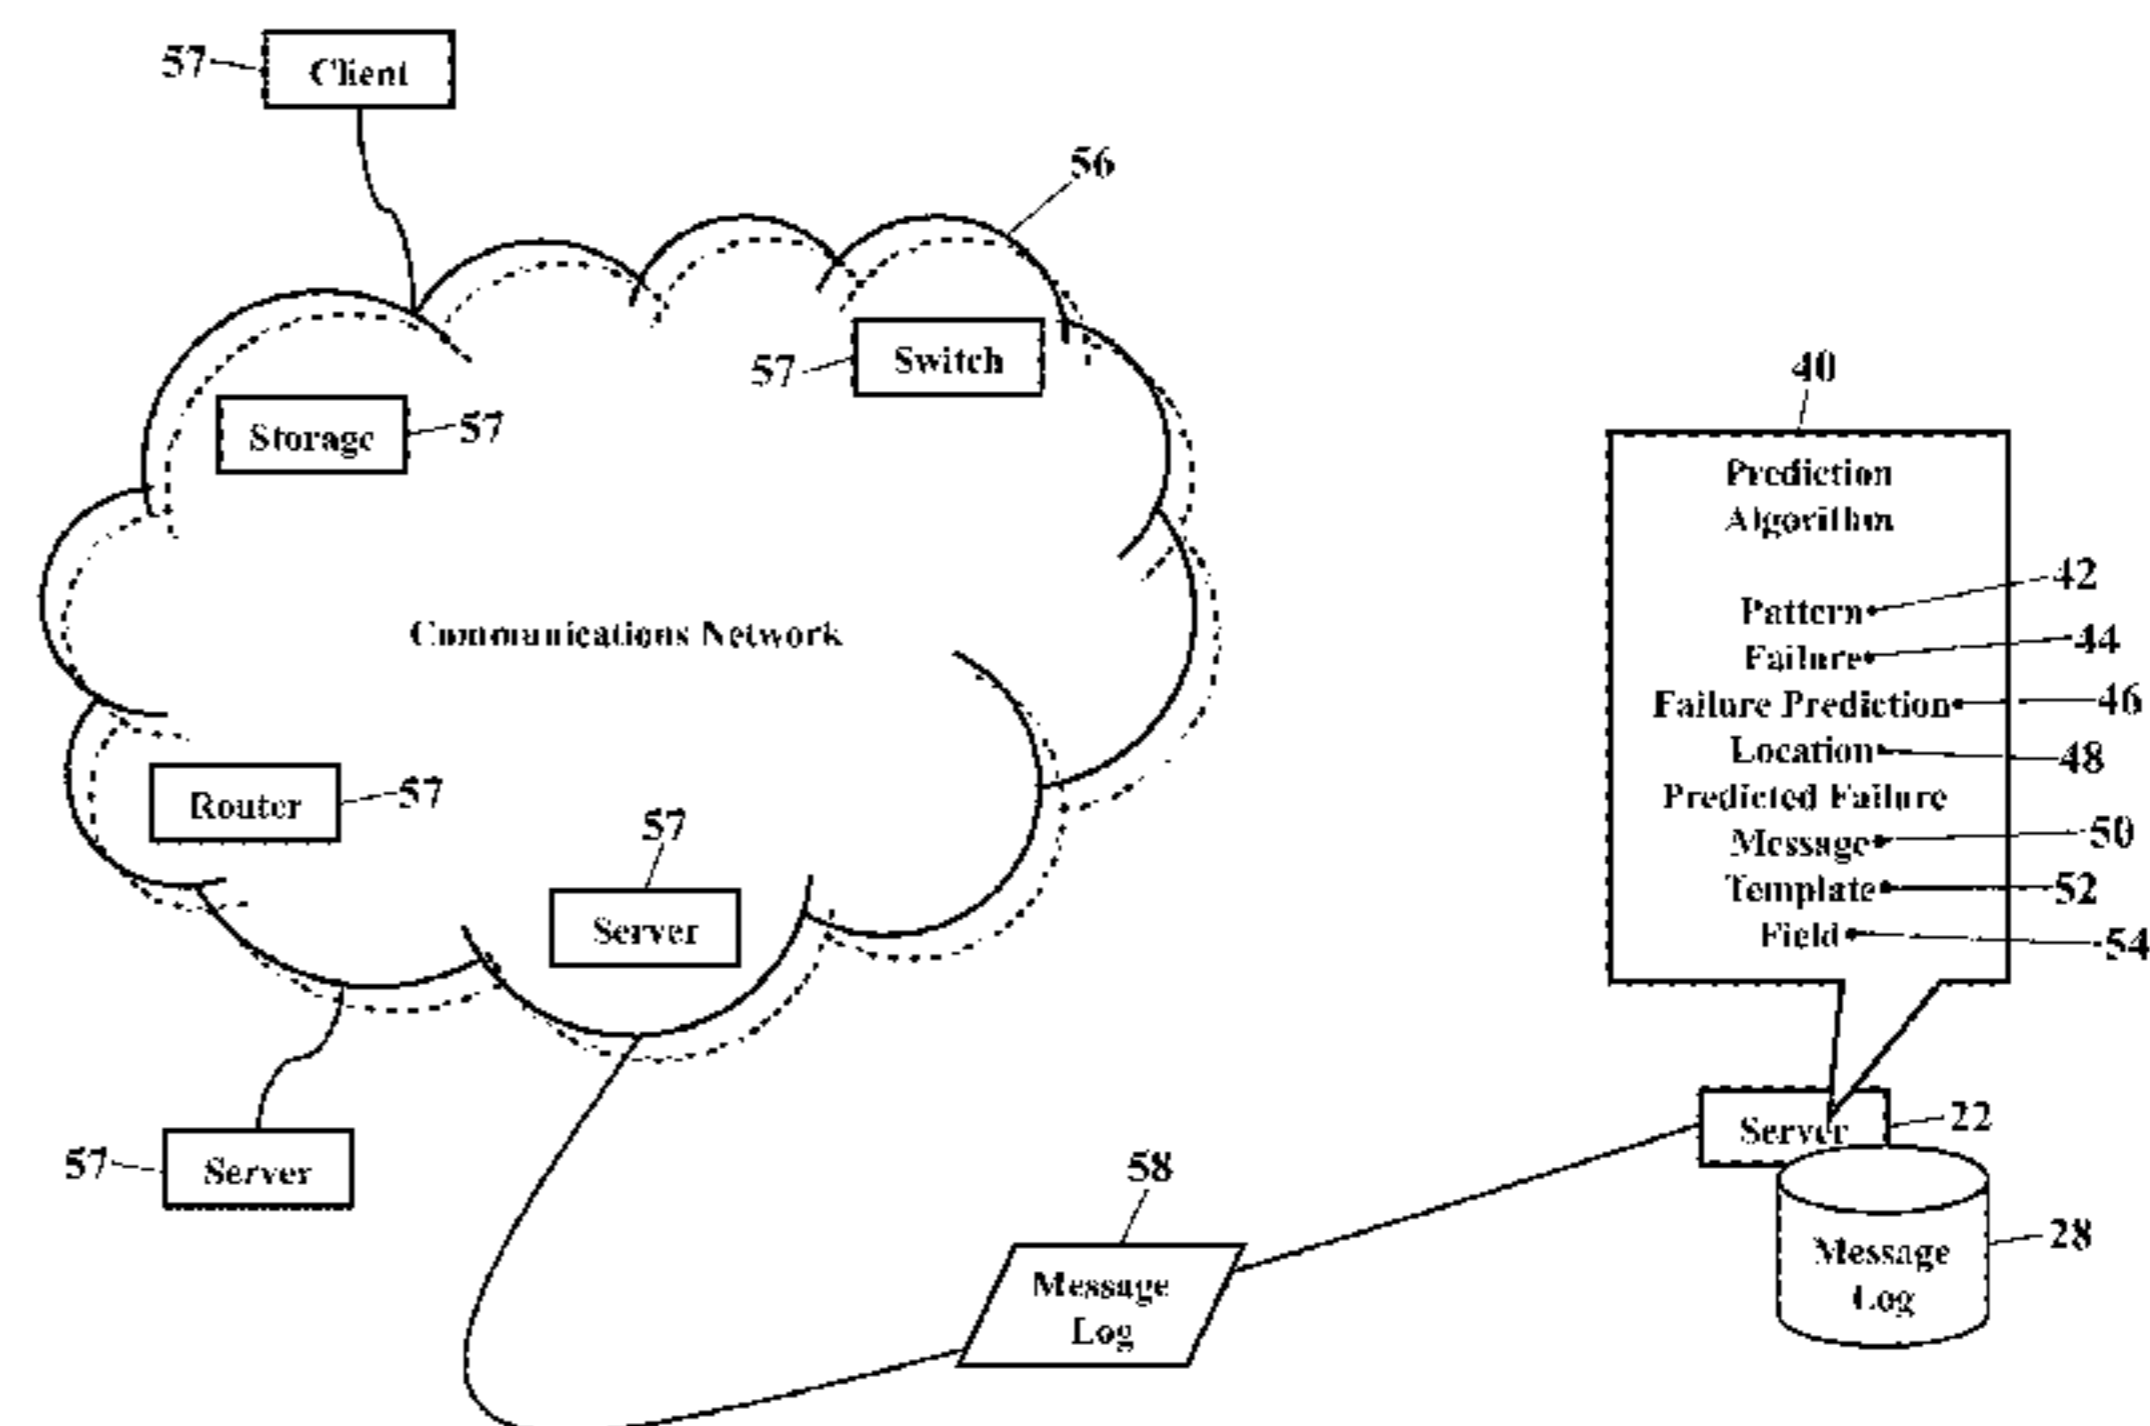 57
Client
56
Switch
57
Storage
57
40
Prediction
Algorithm
42
Pattern
44
Failure
Communications Network
Failure Prediction
46
Location
48
Predicted Failure
Router
57
57
Message
50
Template
52
Server
Field
54
Server
22
57
Server
58
Message
Log
Message
Log
28